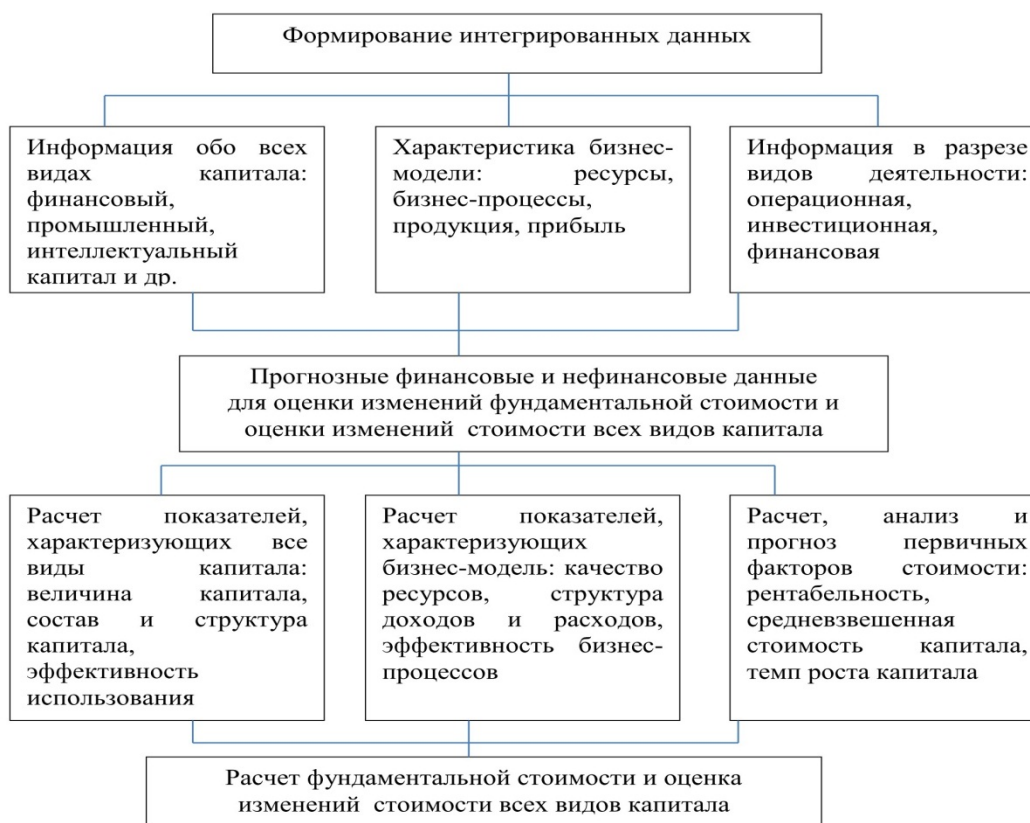 Формирование интегрированных данных
Информация обо всех
видах капитала:
финансовый,
промышленный,
интеллектуальный
капитал и др.
Характеристика бизнес-
модели: ресурсы,
бизнес-процессы,
продукция, прибыль
Информация в разрезе
видов деятельности:
операционная,
инвестиционная,
финансовая
Прогнозные финансовые и нефинансовые данные
для оценки изменений фундаментальной стоимости и
оценки изменений стоимости всех видов капитала
Расчет показателей,
характеризующих все
виды капитала:
величина капитала,
состав и структура
капитала,
эффективность
использования
Расчет показателей,
характеризующих
бизнес-модель: качество
ресурсов, структура
доходов и расходов,
эффективность бизнес-
процессов
Расчет, анализ и
прогноз первичных
факторов стоимости:
рентабельность,
средневзвешенная
стоимость капитала,
темп роста капитала
Расчет фундаментальной стоимости и оценка
изменений стоимости всех видов капитала